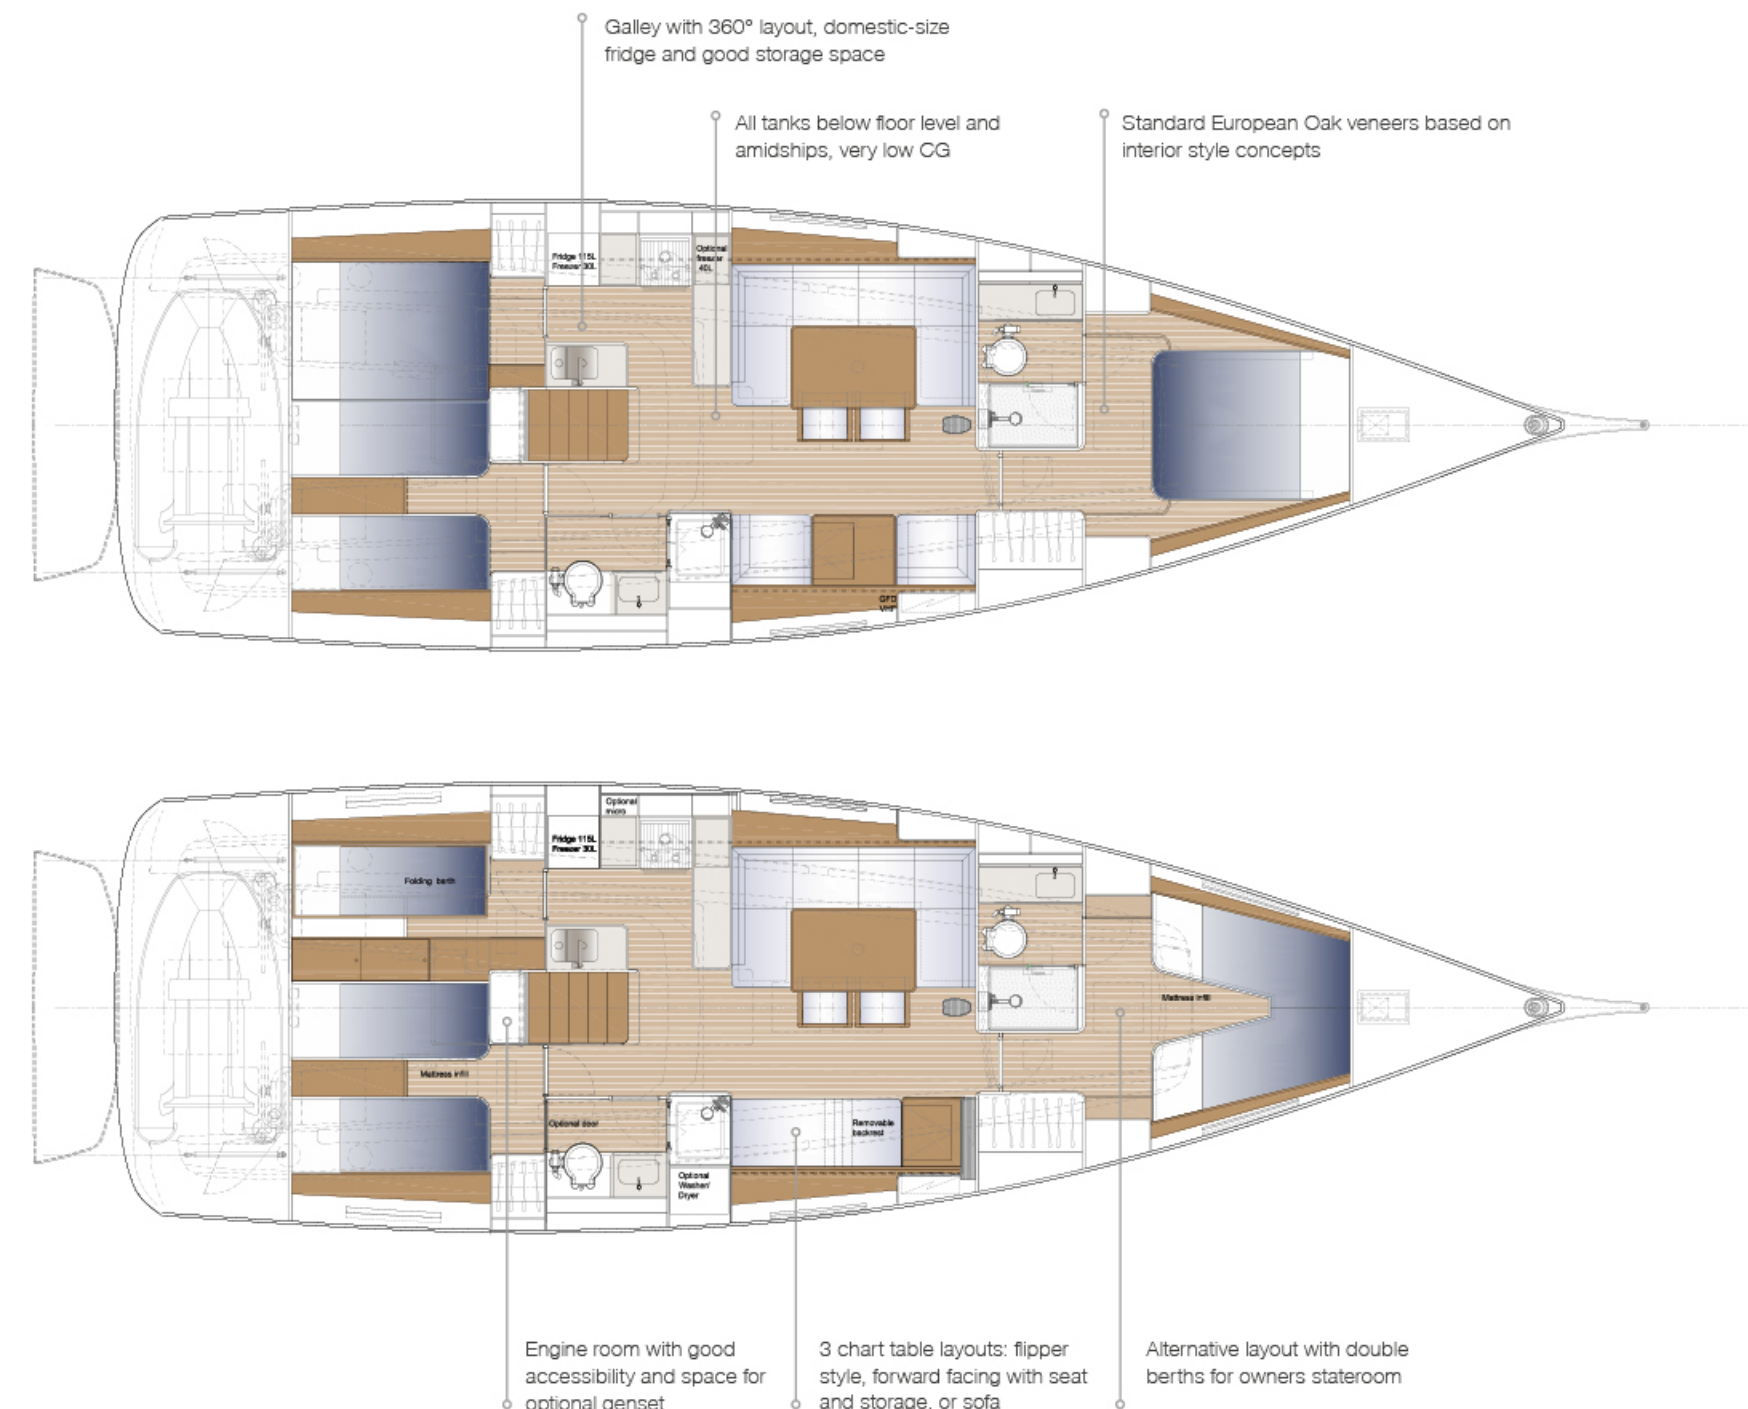 Galley with 360° layout, domestic-size
fridge and good storage space
All tanks below floor level and
amidships, very low CG
Standard European Oak veneers based on
interior style concepts
Fridge 115L
Freezer 30L
Optional
freezer
40L
VHF
Optional
micro
Fridge 115L
Freezer 30L
Folding berth
Mattress infill
Mattress infill
Optional door
Removable
backrest
Optional
Washer/
Dryer
Engine room with good
accessibility and space for
optional genset
3 chart table layouts: flipper
style, forward facing with seat
and storage, or sofa
Alternative layout with double
berths for owners stateroom